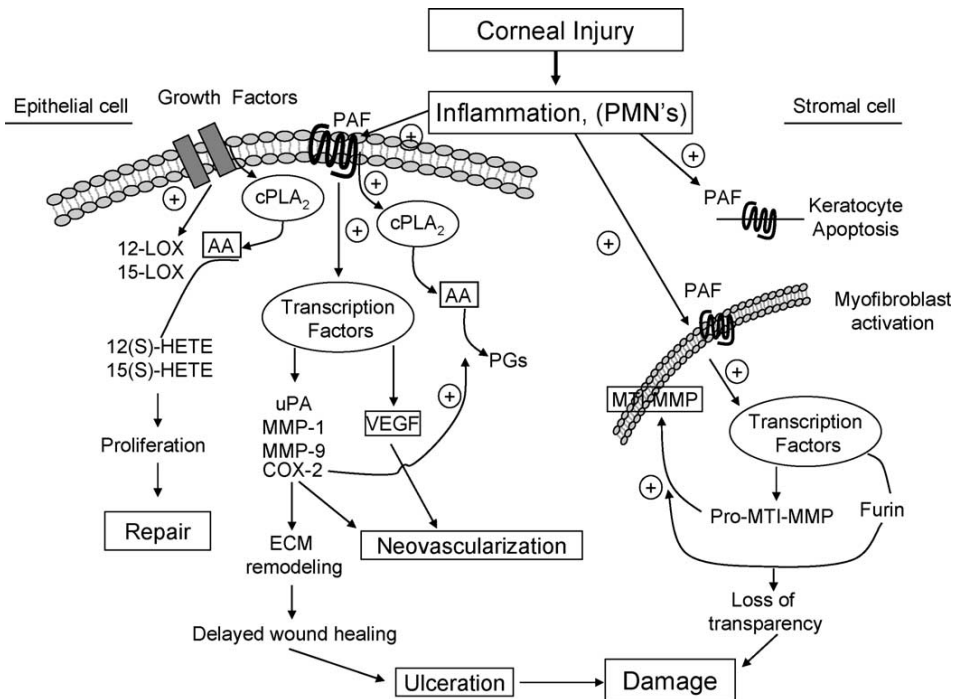 Corneal Injury
Epithelial cell
Growth Factors
PAF
Inflammation, (PMN's)
Stromal cell
+
+
+
+
+
+
cPLA2
cPLA2
PAF
Keratocyte
Apoptosis
12-LOX
15-LOX
AA
AA
Transcription
Factors
PAF
Myofibroblast
activation
12(S)-HETE
15(S)-HETE
PGs
+
+
uPA
MMP-1
MMP-9
COX-2
VEGF
MTI-MMP
Transcription
Factors
Proliferation
+
Pro-MTI-MMP
Furin
Repair
ECM
remodeling
Neovascularization
Loss of
transparency
Delayed wound healing
Ulceration
Damage